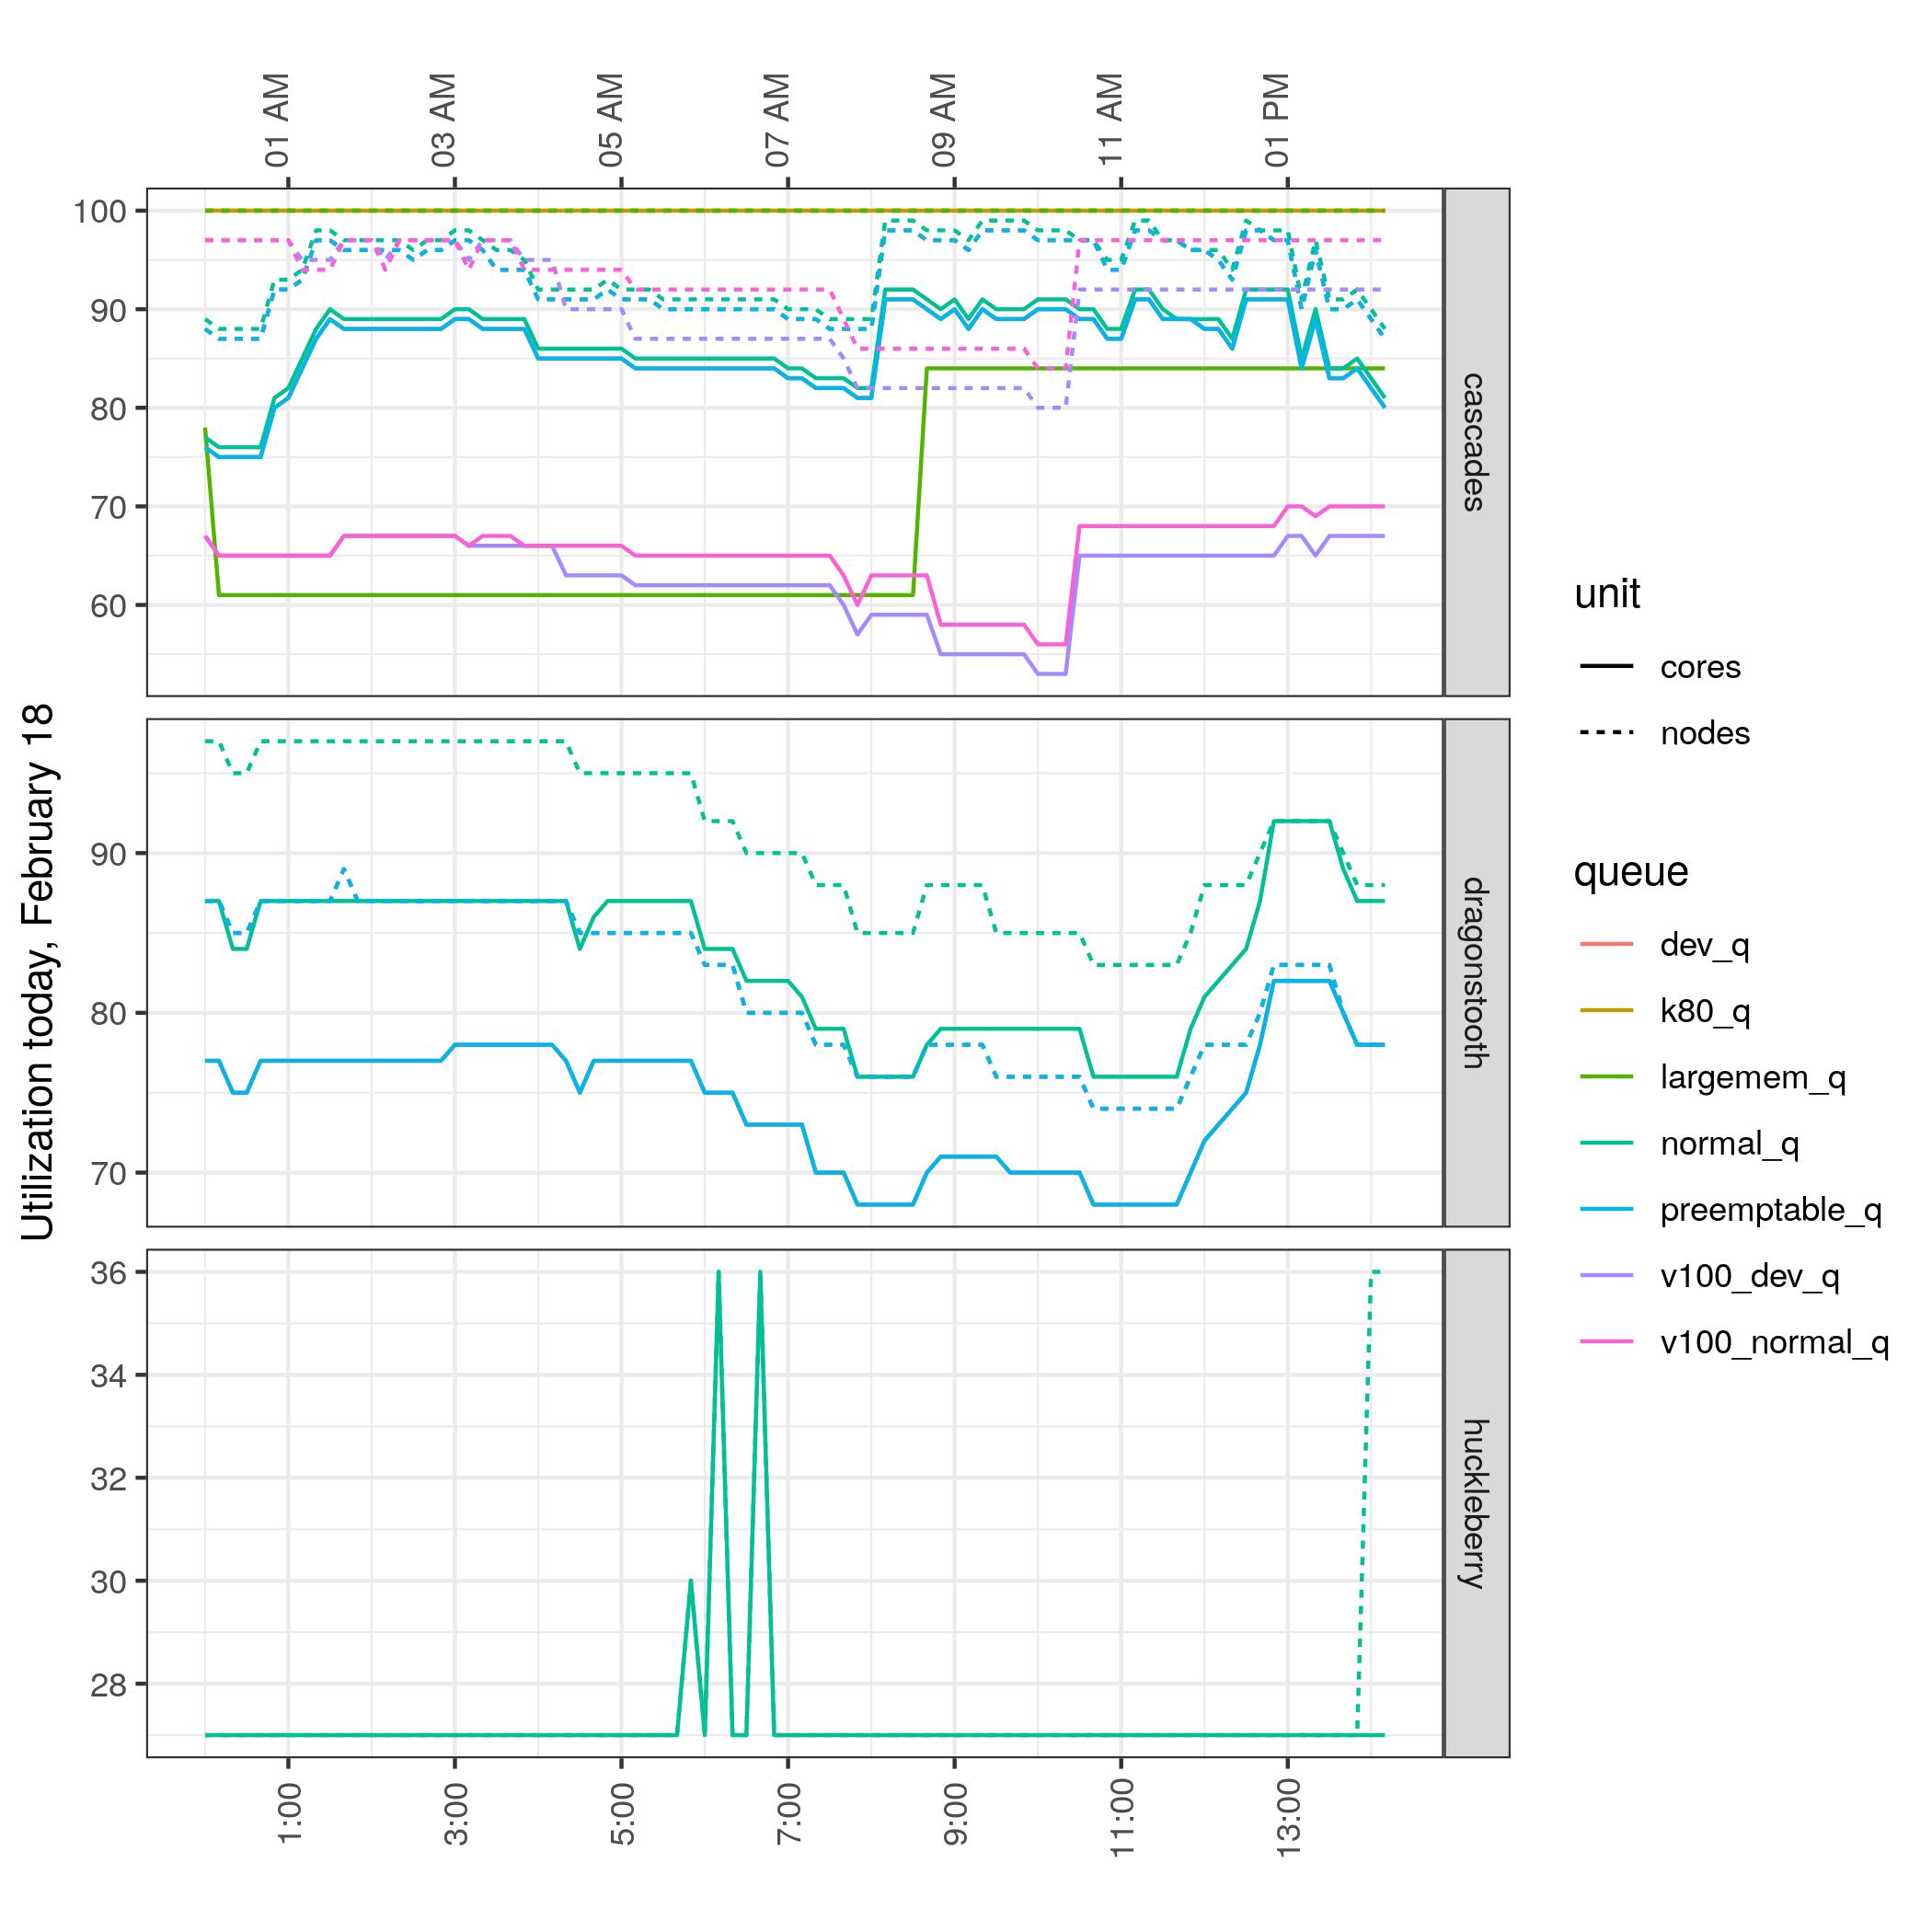 01 AM
03 AM
05 AM
07 AM
09 AM
11 AM
01 PM
Utilization today, February 18
100
90
80
70
60
cascades
90
80
70
dragonstooth
36
34
32
30
28
huckleberry
1:00
3:00
5:00
7:00
9:00
11:00
13:00
unit
cores
nodes
queue
dev_q
k80_q
largemem_q
normal_q
preemptable_q
v100_dev_q
v100_normal_q